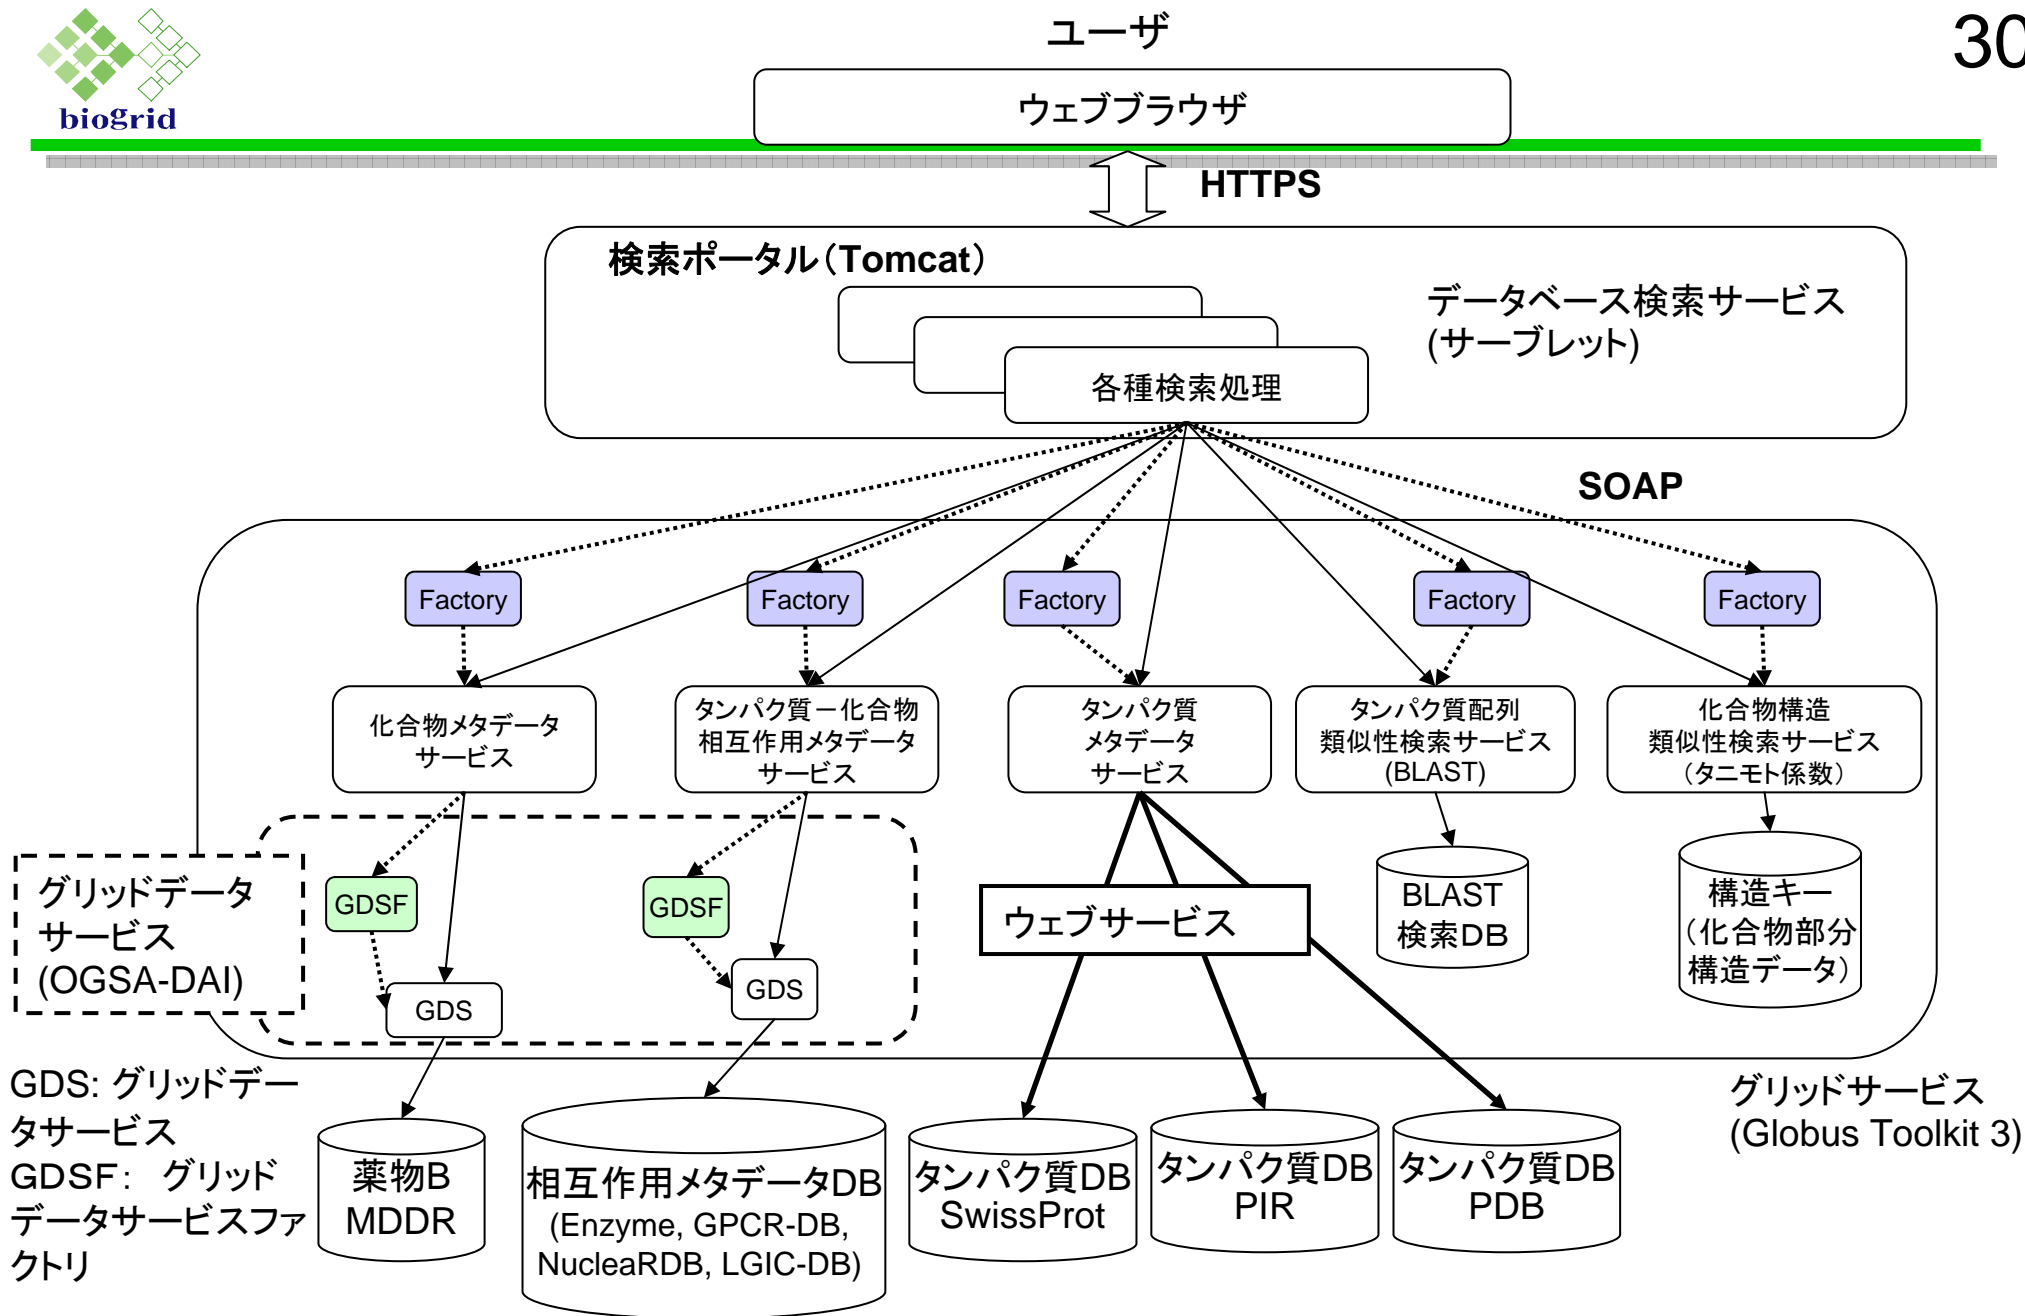 biogrid
ユーザ
30
ウェブブラウザ
HTTPS
検索ポータル（Tomcat）
データベース検索サービス
(サーブレット)
各種検索処理
SOAP
Factory
Factory
Factory
Factory
Factory
化合物メタデータ
サービス
タンパク質－化合物
相互作用メタデータ
サービス
タンパク質
メタデータ
サービス
タンパク質配列
類似性検索サービス
(BLAST)
化合物構造
類似性検索サービス
（タニモト係数）
グリッドデータ
サービス
(OGSA-DAI)
GDSF
GDS
GDSF
GDS
ウェブサービス
BLAST
検索ＤＢ
構造キー
（化合物部分
構造データ）
GDS: グリッドデー
タサービス
ＧＤＳＦ： グリッド
データサービスファ
クトリ
グリッドサービス
(Globus Toolkit 3)
薬物B
MDDR
相互作用メタデータDB
(Enzyme, GPCR-DB,
NucleaRDB, LGIC-DB)
タンパク質DB
SwissProt
タンパク質DB
PIR
タンパク質DB
PDB